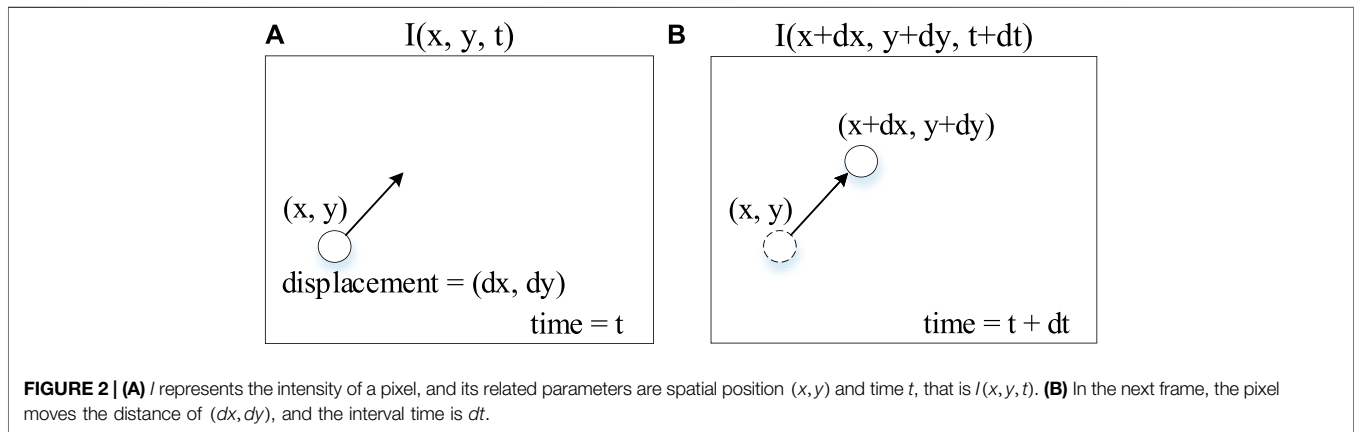 A I(x, y, t)
(x, y)
displacement = (dx, dy)
time = t
B I(x+dx, y+dy, t+dt)
(x+dx, y+dy)
(x, y)
time = t + dt
FIGURE 2 | (A) I represents the intensity of a pixel, and its related parameters are spatial position (x, y) and time t, that is I(x, y, t). (B) In the next frame, the pixel
moves the distance of (dx, dy), and the interval time is dt.